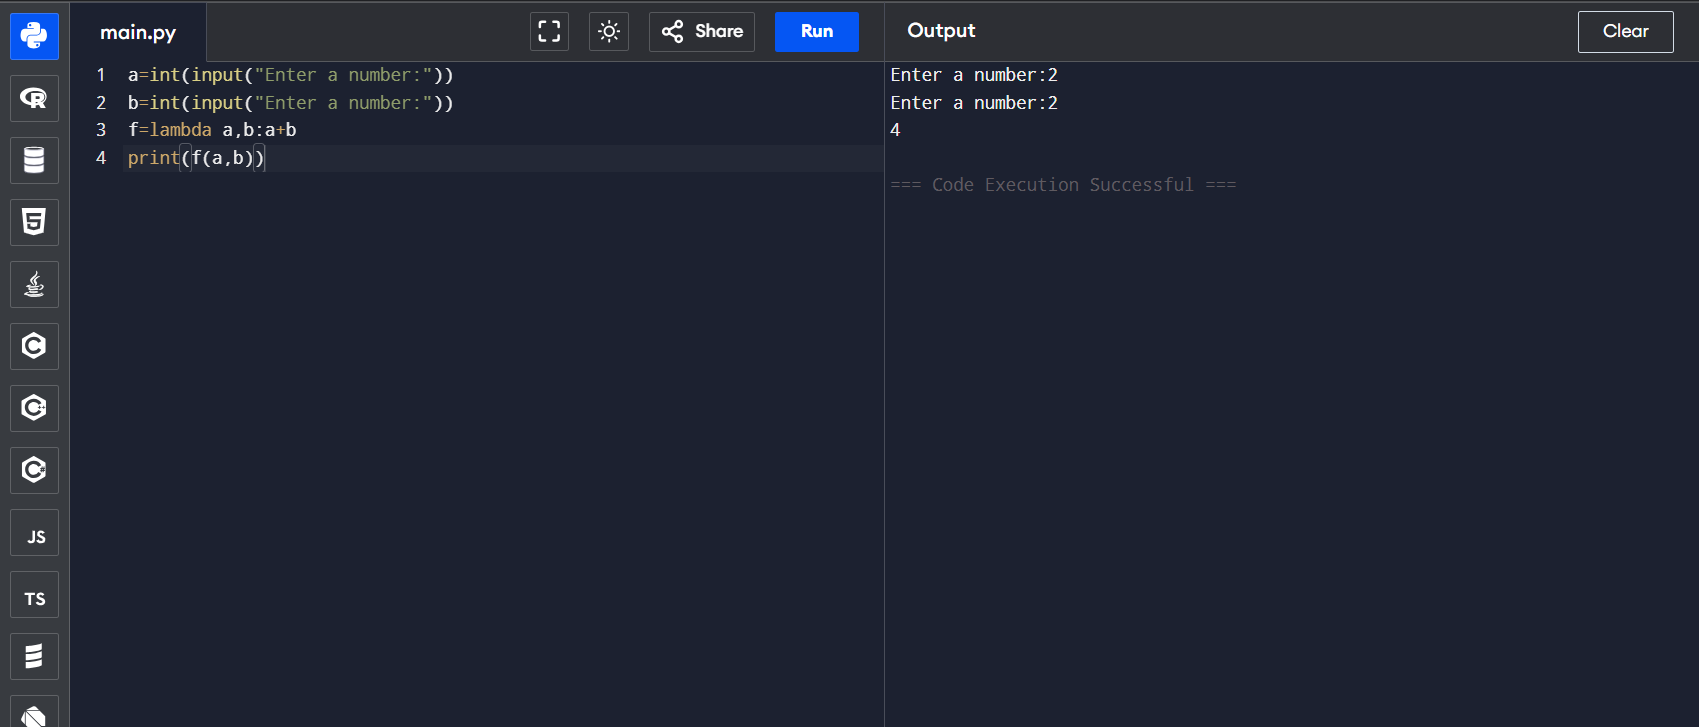 main.py
Share
Run
Output
Clear
1 a=int(input("Enter a number:"))
2 b=int(input("Enter a number:"))
3 f=lambda a,b:a+b
4 print(f(a,b))
Enter a number:2
Enter a number:2
4
=== Code Execution Successful ===
R
5
C
C++
C#
JS
TS